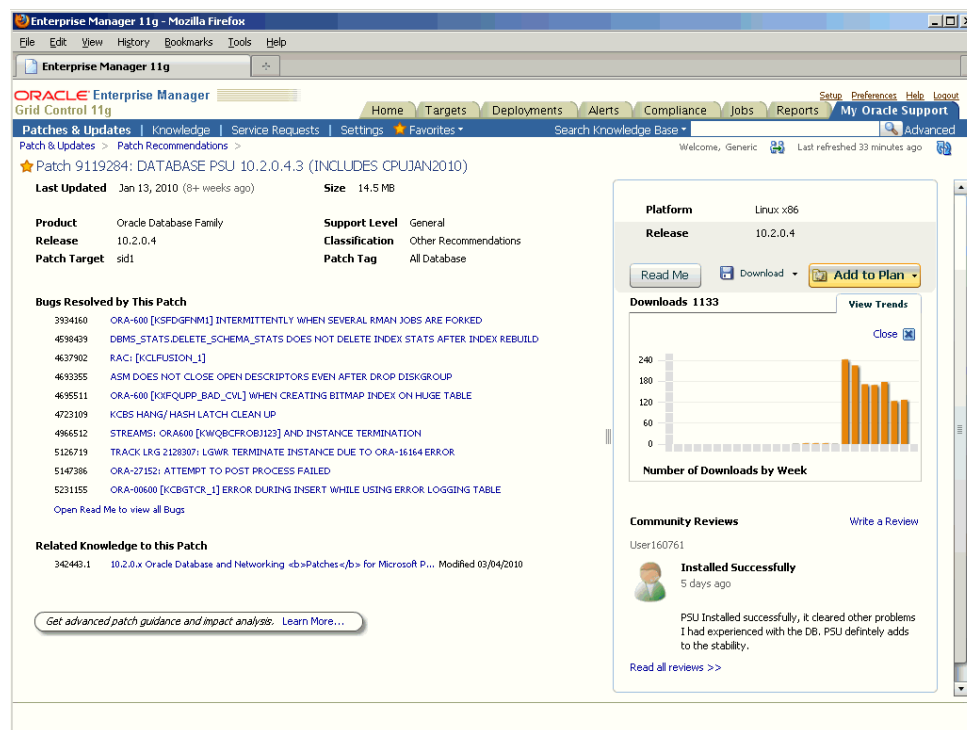 Enterprise Manager 11g - Mozilla Firefox
File Edit View History Bookmarks Tools Help
Enterprise Manager 11g
ORACLE Enterprise Manager
Grid Control 11g
Setup Preferences Help Logout
Home Targets Deployments Alerts Compliance Jobs Reports My Oracle Support
Patches & Updates | Knowledge | Service Requests | Settings Favorites Search Knowledge Base Advanced
Patch & Updates > Patch Recommendations > Welcome, Generic Last refreshed 33 minutes ago
Patch 9119284: DATABASE PSU 10.2.0.4.3 (INCLUDES CPUJAN2010)
Last Updated Jan 13, 2010 (8+ weeks ago) Size 14.5 MB
Product Oracle Database Family Support Level General
Release 10.2.0.4 Classification Other Recommendations
Patch Target sid1 Patch Tag All Database
Bugs Resolved by This Patch
3934160 ORA-600 [KSFDGFNM1] INTERMITTENTLY WHEN SEVERAL RMAN JOBS ARE FORKED
4598439 DBMS_STATS.DELETE_SCHEMA_STATS DOES NOT DELETE INDEX STATS AFTER INDEX REBUILD
4637902 RAC: [KCLFUSION_1]
4693355 ASM DOES NOT CLOSE OPEN DESCRIPTORS EVEN AFTER DROP DISKGROUP
4695511 ORA-600 [KXFQUPP_BAD_CVL] WHEN CREATING BITMAP INDEX ON HUGE TABLE
4723109 KCBS HANG/ HASH LATCH CLEAN UP
4966512 STREAMS: ORA600 [KWQBCFROBJ123] AND INSTANCE TERMINATION
5126719 TRACK LRG 2128307: LGWR TERMINATE INSTANCE DUE TO ORA-16164 ERROR
5147386 ORA-27152: ATTEMPT TO POST PROCESS FAILED
5231155 ORA-00600 [KCBGTCR_1] ERROR DURING INSERT WHILE USING ERROR LOGGING TABLE
Open Read Me to view all Bugs
Related Knowledge to this Patch
342443.1 10.2.0.x Oracle Database and Networking <b>Patches</b> for Microsoft P... Modified 03/04/2010
Get advanced patch guidance and impact analysis. Learn More...
Platform Linux x86
Release 10.2.0.4
Read Me Download Add to Plan
Downloads 1133 View Trends
Close
240
180
120
60
0
Number of Downloads by Week
Community Reviews Write a Review
User160761
Installed Successfully
5 days ago
PSU Installed successfully, it cleared other problems
I had experienced with the DB. PSU defintely adds
to the stability.
Read all reviews >>